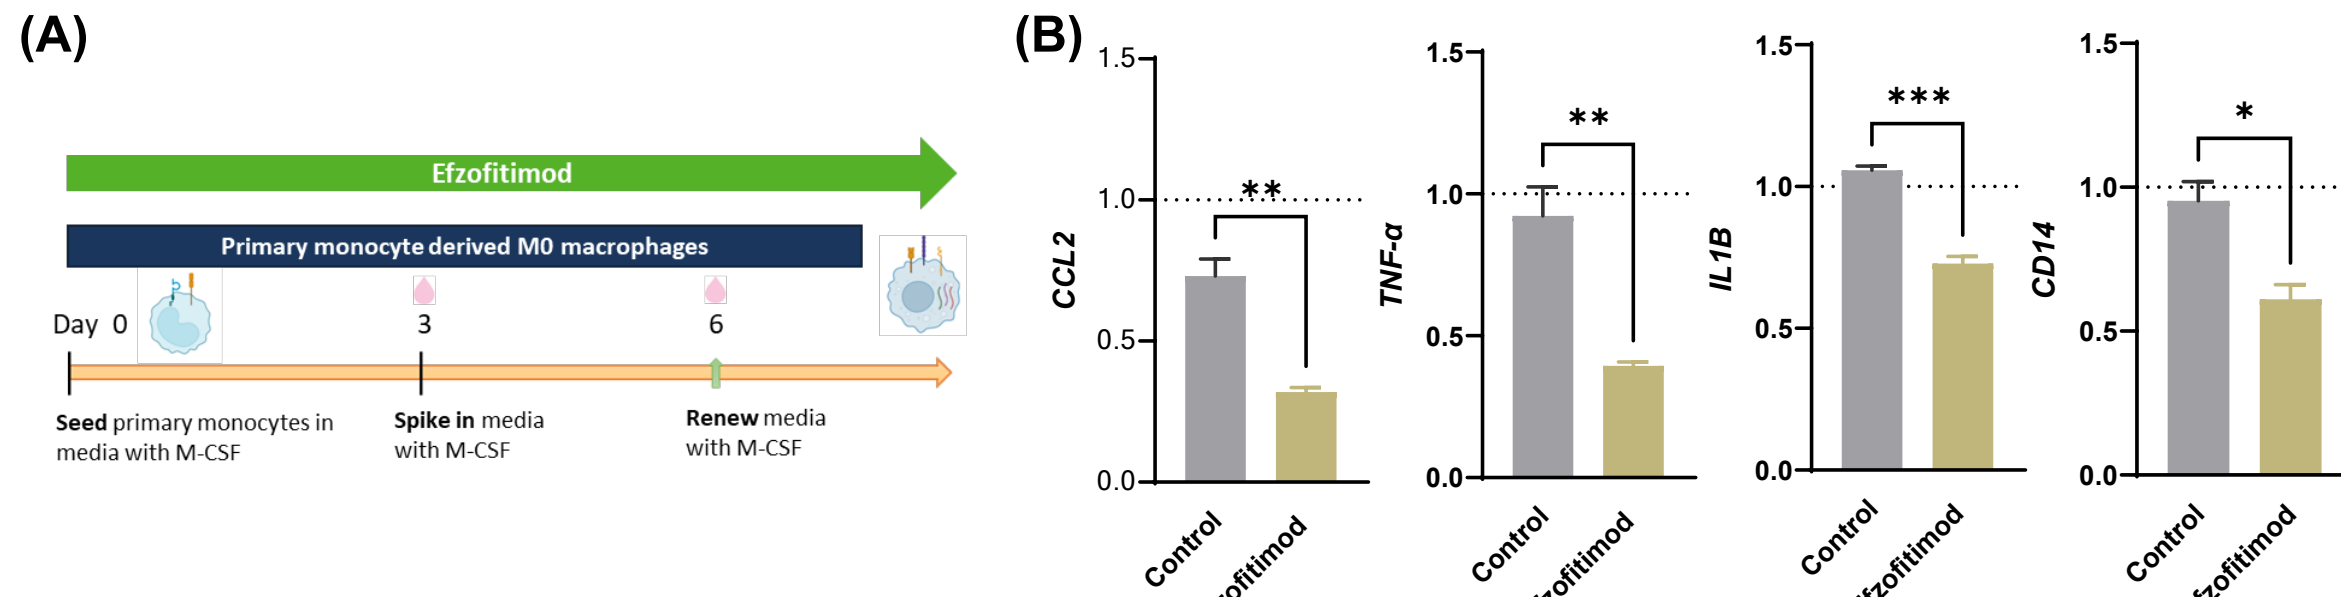 (A)
Efzofitimod
Primary monocyte derived M0 macrophages
Day 0 3 6
Seed primary monocytes in
media with M-CSF
Spike in media
with M-CSF
Renew media
with M-CSF
(B)
CCL2
1.5
1.0
0.5
0.0
**
Control
TNF-α
1.5
1.0
0.5
0.0
**
Control
IL1B
1.5
1.0
0.5
0.0
***
Control
CD14
1.5
1.0
0.5
0.0
*
Control